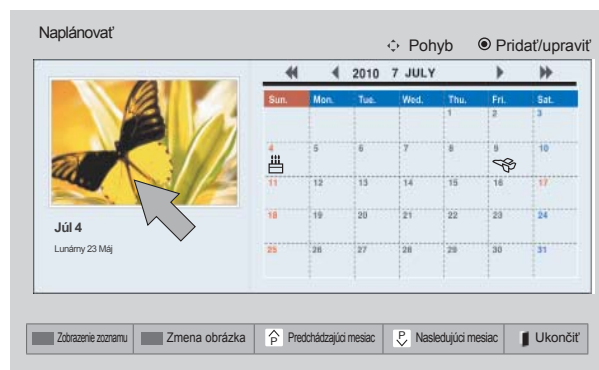 Naplánovať
Pohyb Pridať/upraviť
2010 7 JULY
Sun. Mon. Tue. Wed. Thu. Fri. Sat.
1 2 3
4 5 6 7 8 9 10
11 12 13 14 15 16 17
18 19 20 21 22 23 24
25 26 27 28 29 30 31
Júl 4
Lunárny 23 Máj
Zobrazenie zoznamu Zmena obrázka P Predchádzajúci mesiac P Nasledujúci mesiac Ukončiť